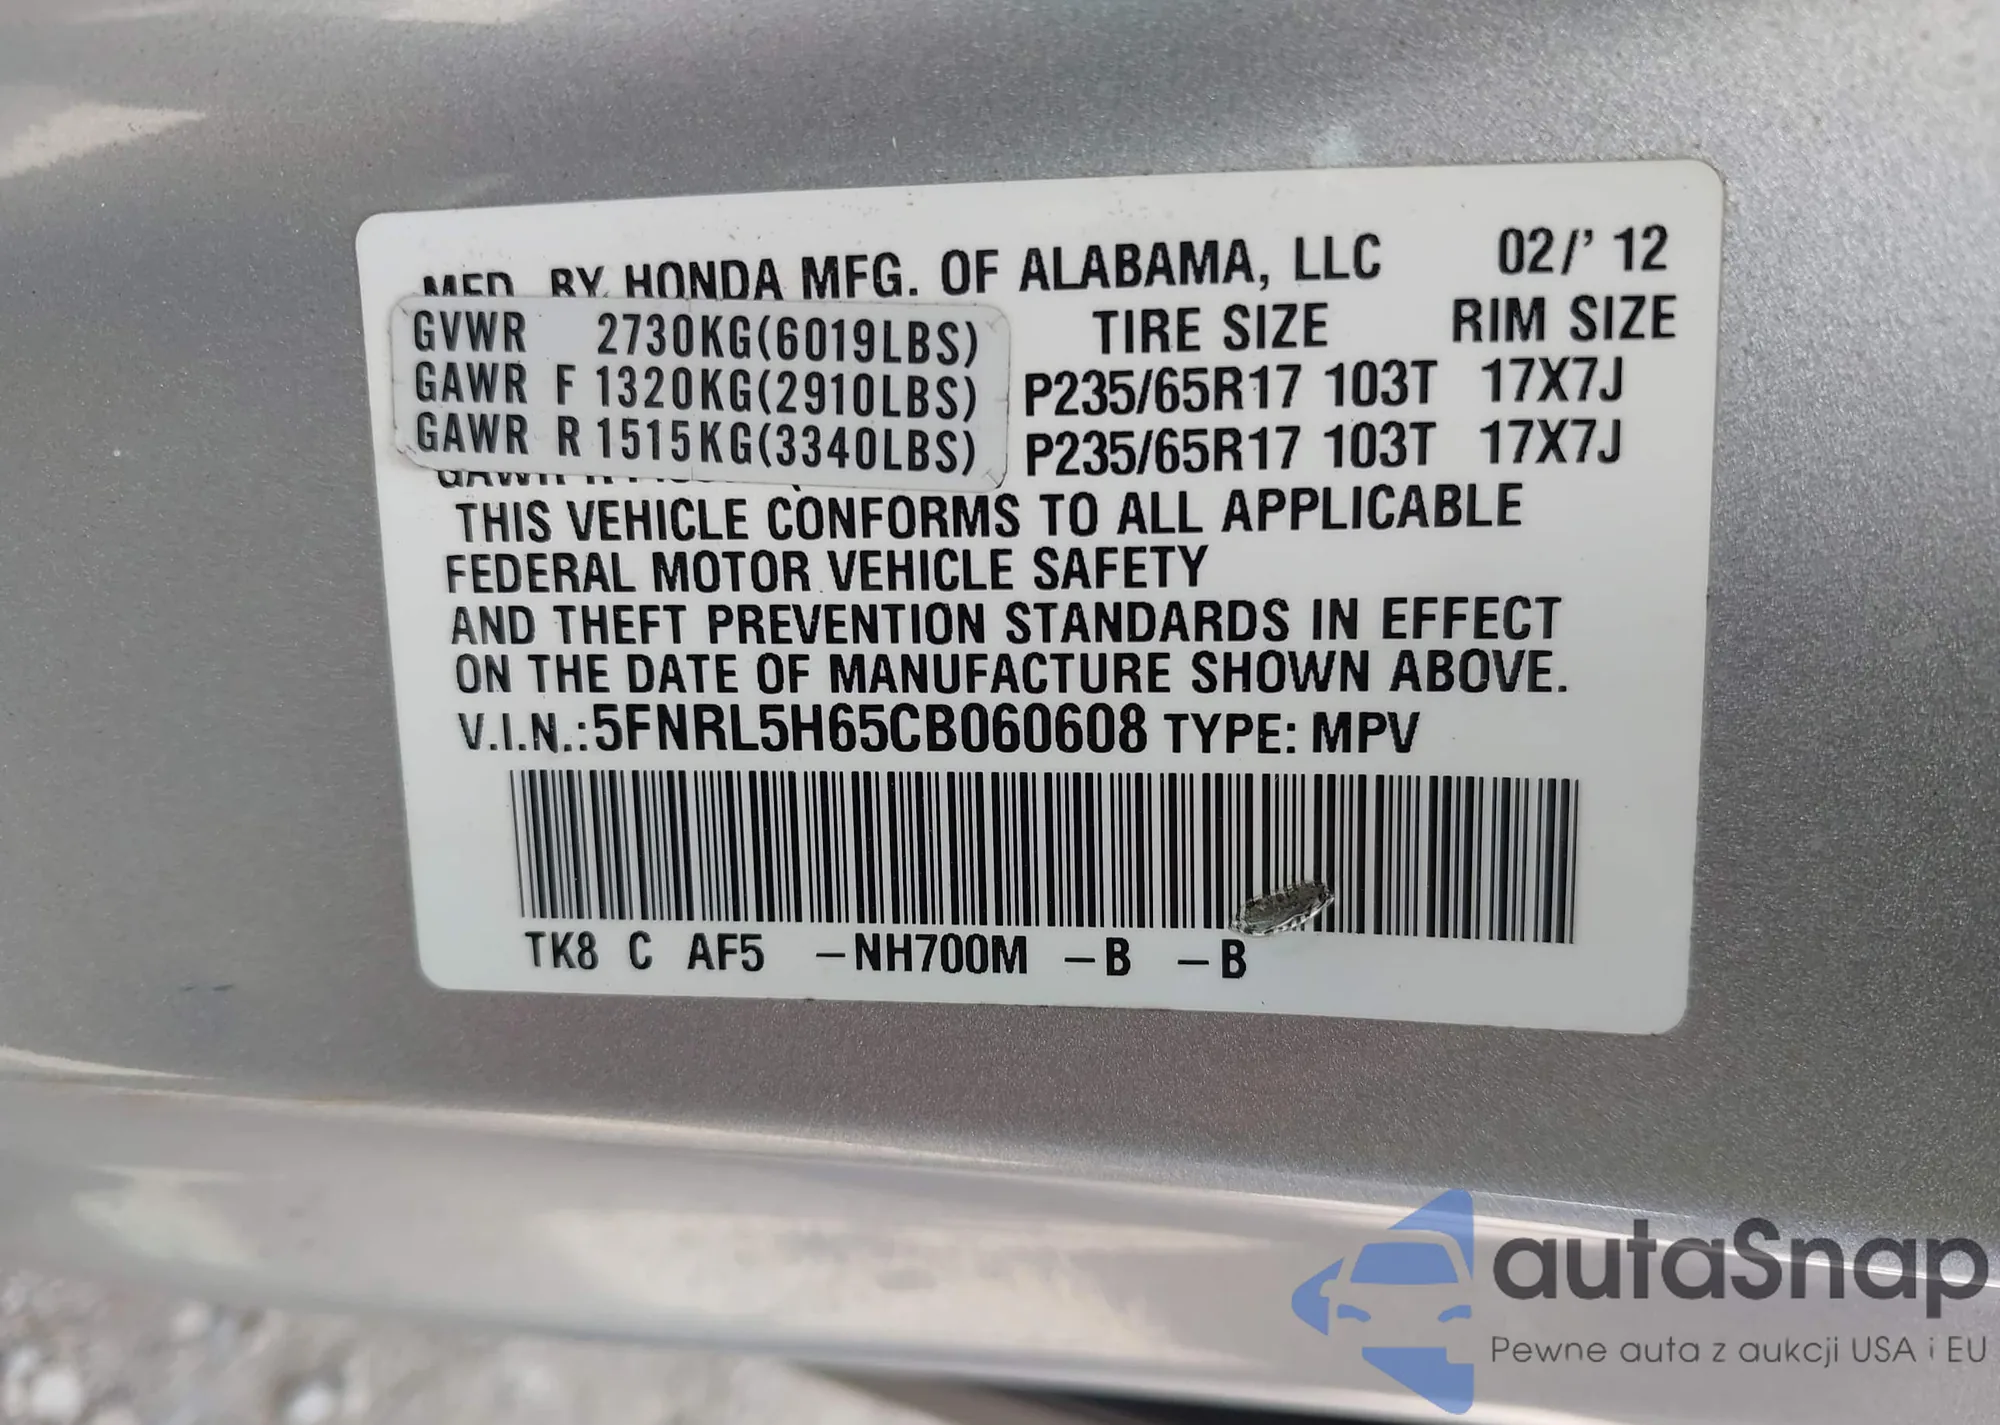 MFD. BY HONDA MFG. OF ALABAMA, LLC 02/' 12
TIRE SIZE RIM SIZE
GVWR 2730KG(6019LBS)
GAWR F 1320KG(2910LBS) P235/65R17 103T 17X7J
GAWR R 1515KG(3340LBS) P235/65R17 103T 17X7J
GAWR R
THIS VEHICLE CONFORMS TO ALL APPLICABLE
FEDERAL MOTOR VEHICLE SAFETY
AND THEFT PREVENTION STANDARDS IN EFFECT
ON THE DATE OF MANUFACTURE SHOWN ABOVE.
V.I.N.:5FNRL5H65CB060608 TYPE: MPV
TK8 C AF5 -NH700M -B -B
autaSnap
Pewne auta z aukcji USA i EU